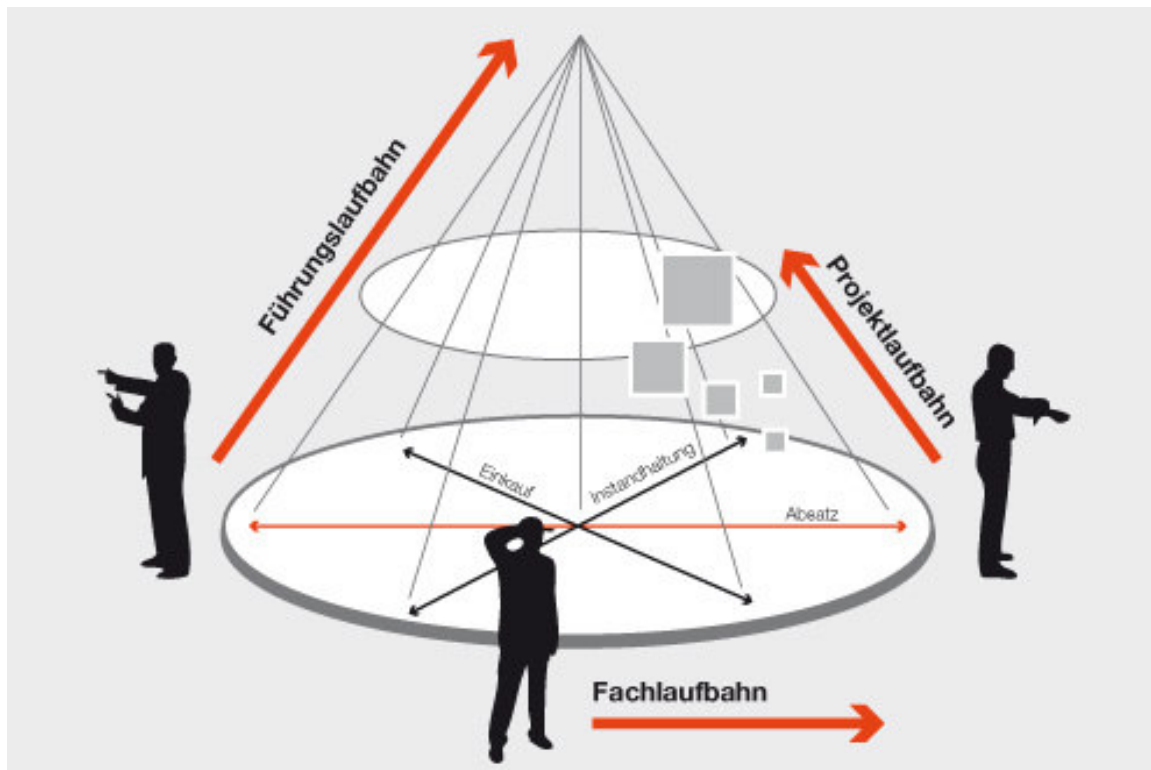 Führungslaufbahn
Projektlaufbahn
Einkauf
Instandhaltung
Absatz
Fachlaufbahn